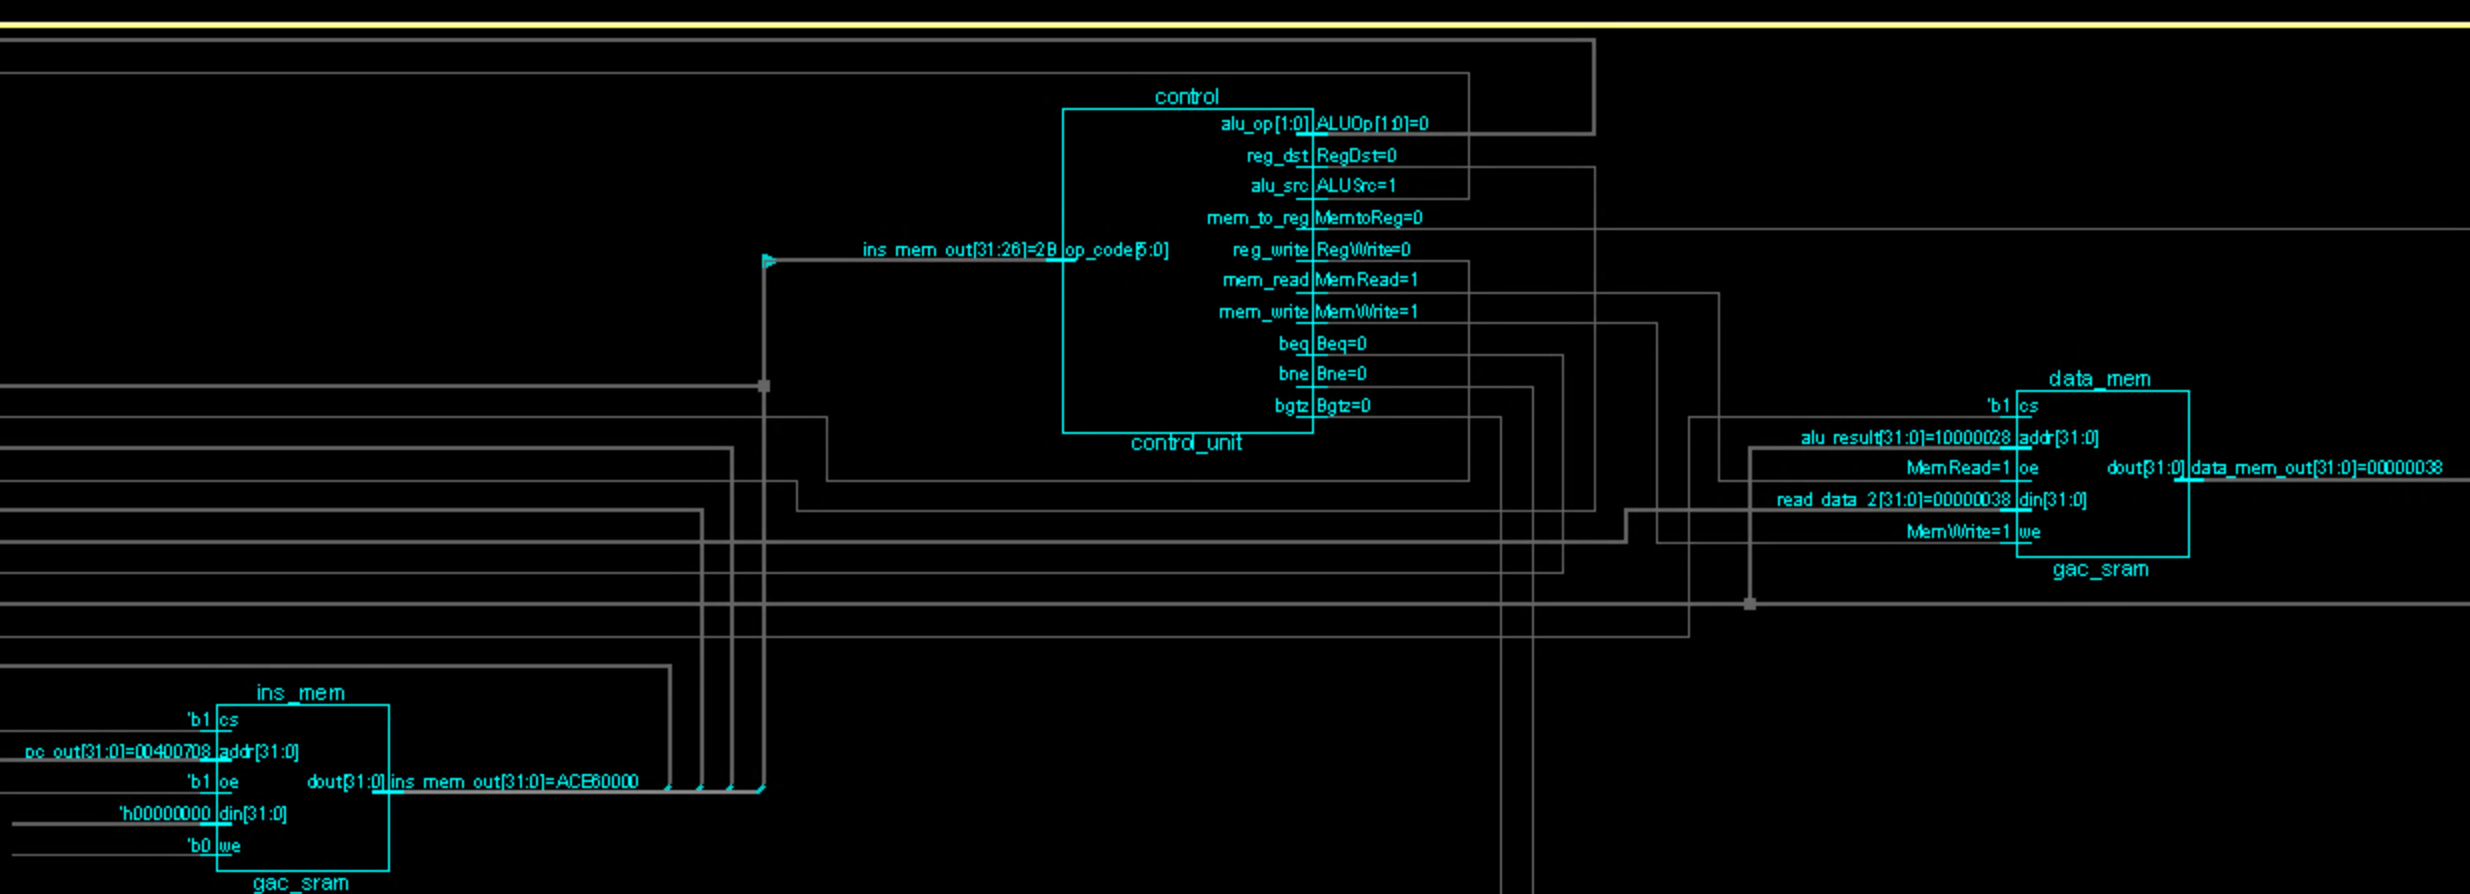 control
alu_op[1:0] ALUOp[1:0]=0
reg_dst RegDst=0
alu_src ALUSrc=1
mem_to_reg MemtoReg=0
ins_mem_out[31:26]=2B op_code[5:0]
reg_write RegWrite=0
mem_read MemRead=1
mem_write MemWrite=1
beq Beq=0
bne Bne=0
bgtz Bgtz=0
control_unit
data_mem
'b1 cs
alu_result[31:0]=10000028 addr[31:0]
MemRead=1 oe
dout[31:0] data_mem_out[31:0]=00000038
read_data_2[31:0]=00000038 din[31:0]
MemWrite=1 we
gac_sram
ins_mem
'b1 cs
pc_out[31:0]=00400708 addr[31:0]
'b1 oe
dout[31:0] ins_mem_out[31:0]=ACE60000
'h00000000 din[31:0]
'b0 we
gac_sram